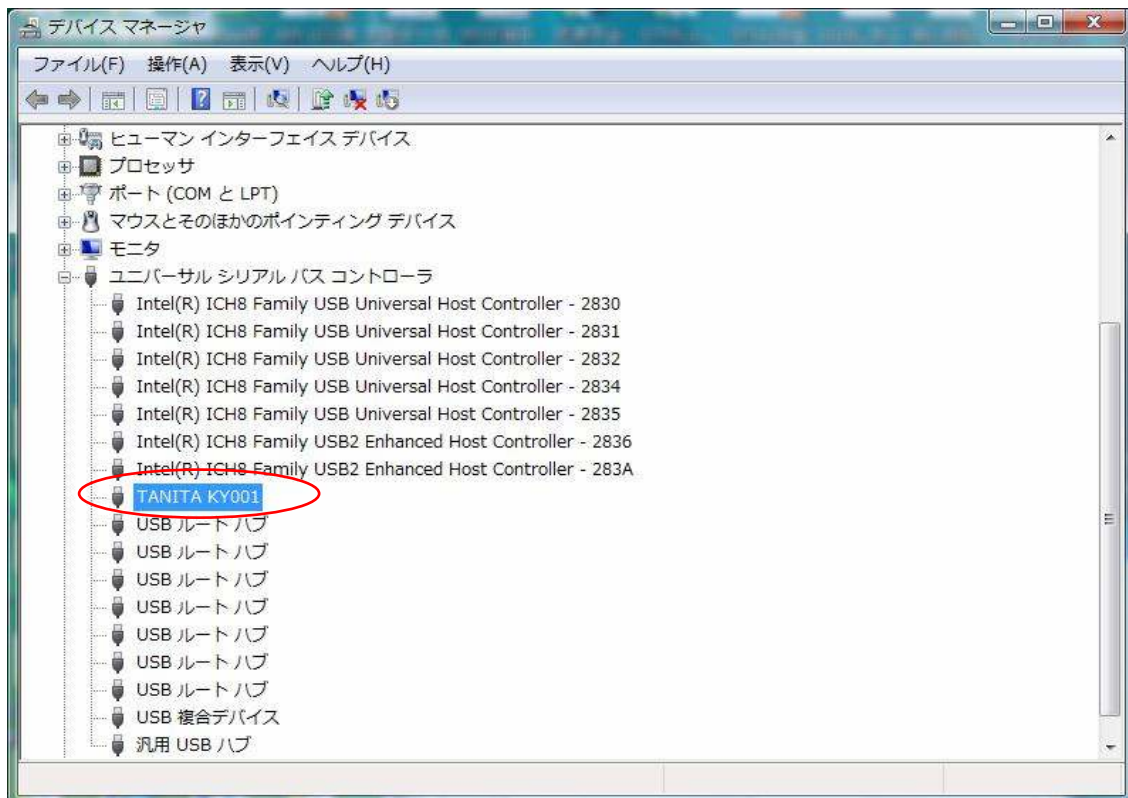 デバイス マネージャ
ファイル(F) 操作(A) 表示(V) ヘルプ(H)
ヒューマン インターフェイス デバイス
プロセッサ
ポート (COM と LPT)
マウスとそのほかのポインティング デバイス
モニタ
ユニバーサル シリアル バス コントローラ
Intel(R) ICH8 Family USB Universal Host Controller - 2830
Intel(R) ICH8 Family USB Universal Host Controller - 2831
Intel(R) ICH8 Family USB Universal Host Controller - 2832
Intel(R) ICH8 Family USB Universal Host Controller - 2834
Intel(R) ICH8 Family USB Universal Host Controller - 2835
Intel(R) ICH8 Family USB2 Enhanced Host Controller - 2836
Intel(R) ICH8 Family USB2 Enhanced Host Controller - 283A
TANITA KY001
USB ルート ハブ
USB ルート ハブ
USB ルート ハブ
USB ルート ハブ
USB ルート ハブ
USB ルート ハブ
USB ルート ハブ
USB 複合デバイス
汎用 USB ハブ